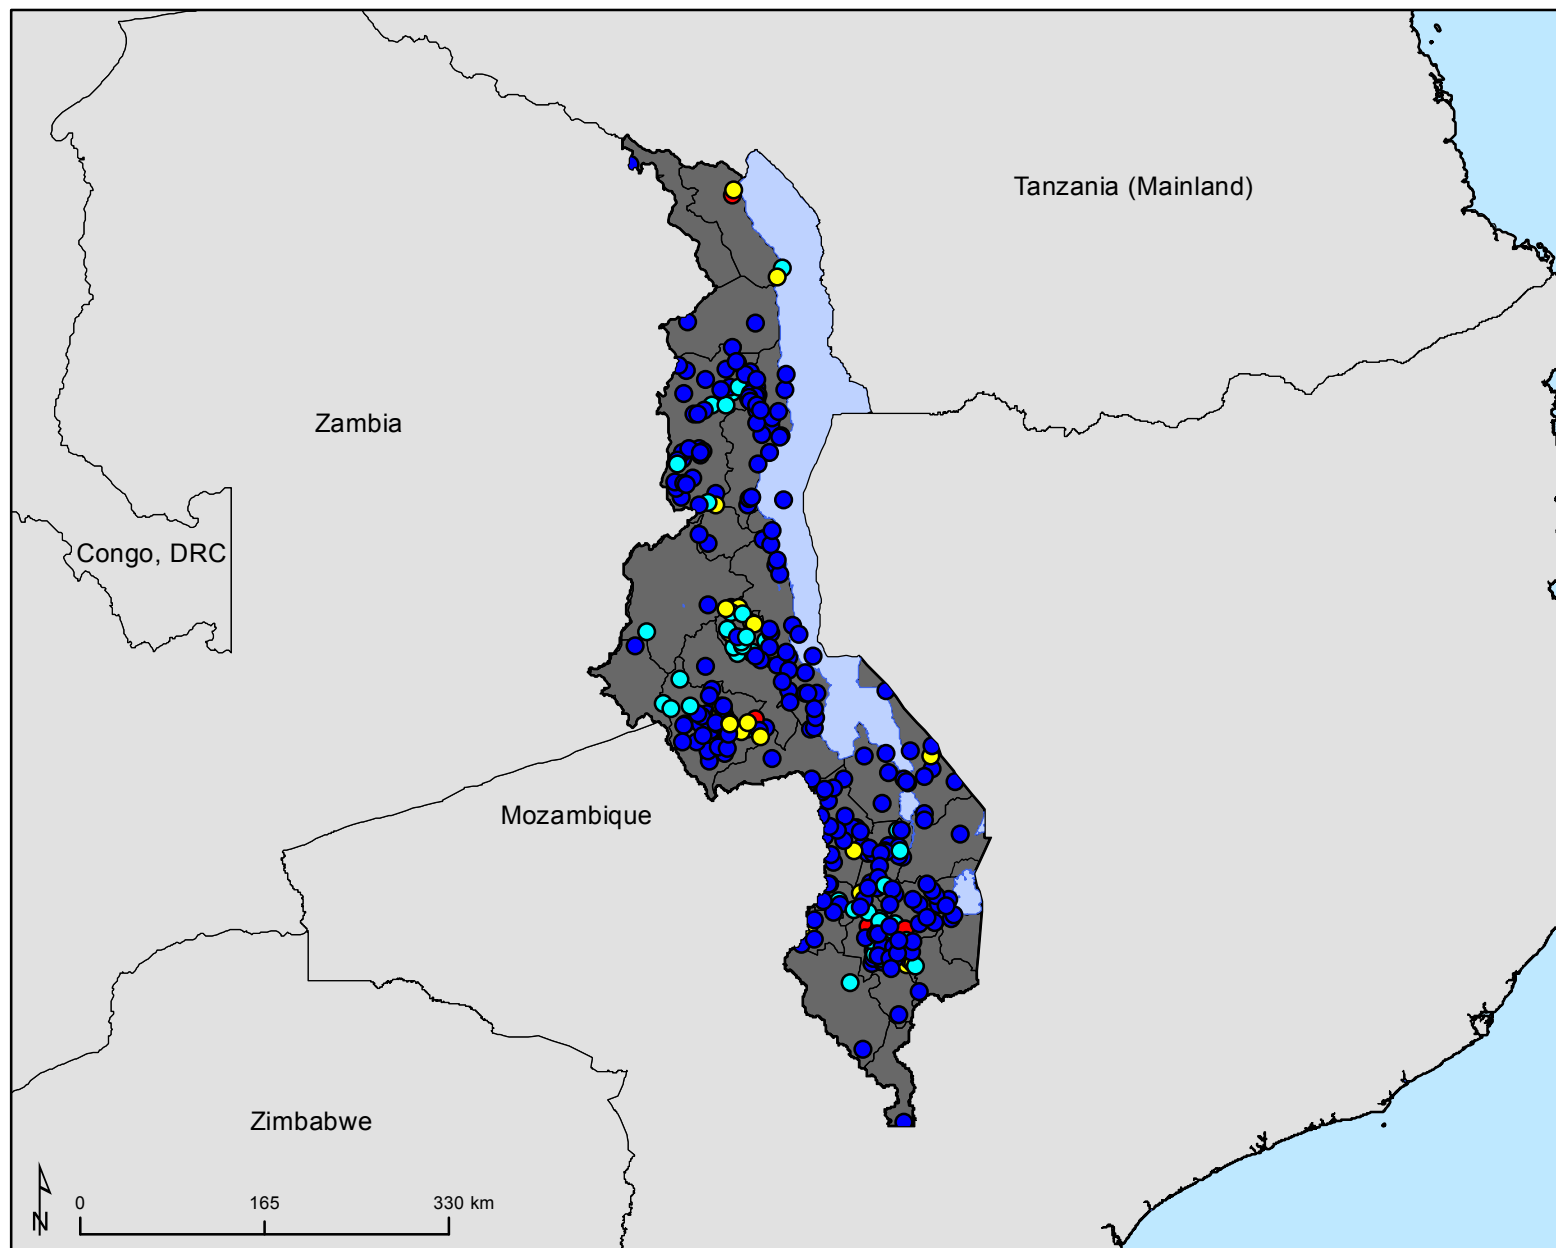 Tanzania (Mainland)
Zambia
Congo, DRC
Mozambique
Zimbabwe
N
0 165 330 km